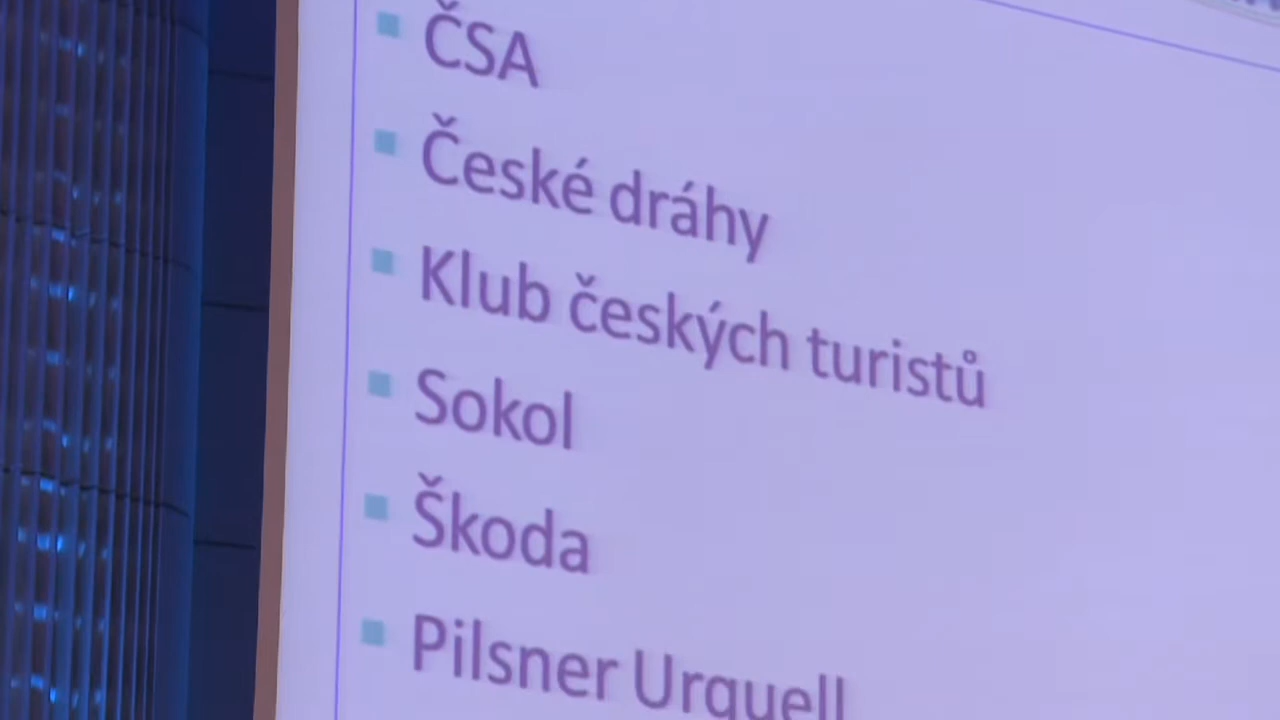 ČSA
České dráhy
Klub českých turistů
Sokol
Škoda
Pilsner Urquell